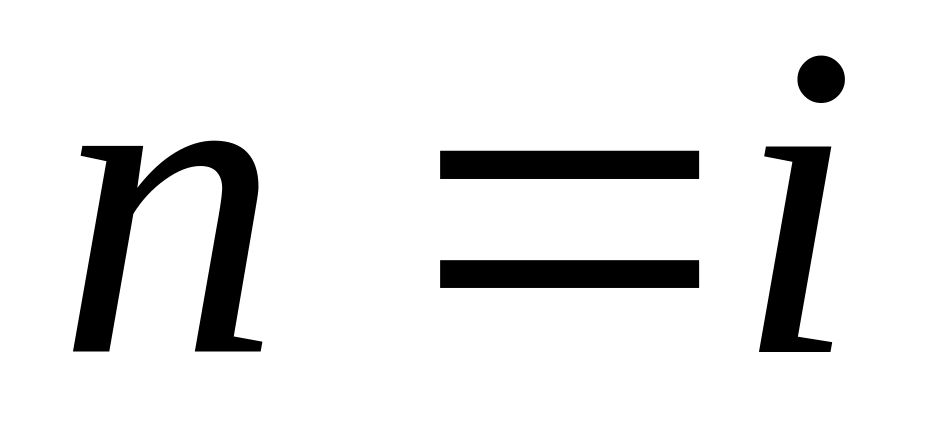 n = i